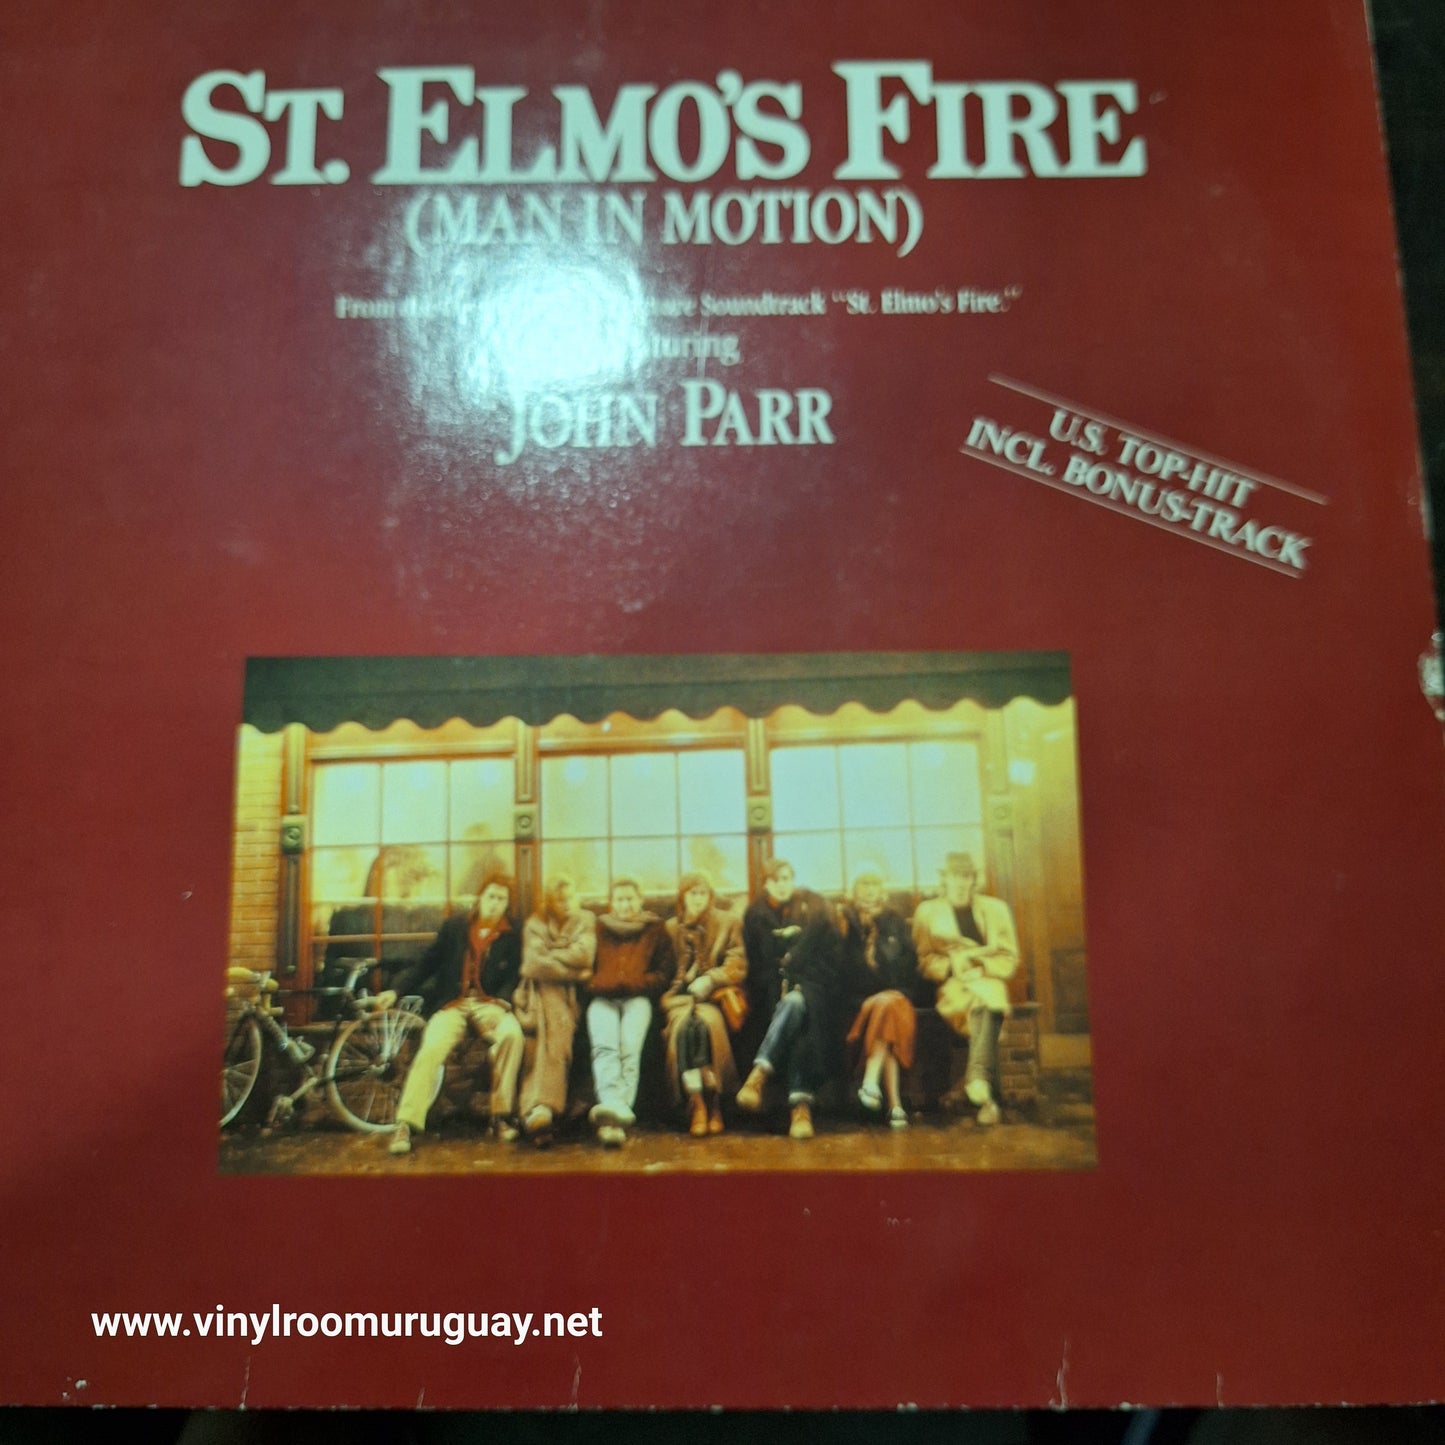 ST. ELMO'S FIRE
(MAN IN MOTION)
From Soundtrack "St. Elmo's Fire."
JOHN PARR
U.S. TOP-HIT
INCL. BONUS-TRACK
www.vinylroomuruguay.net